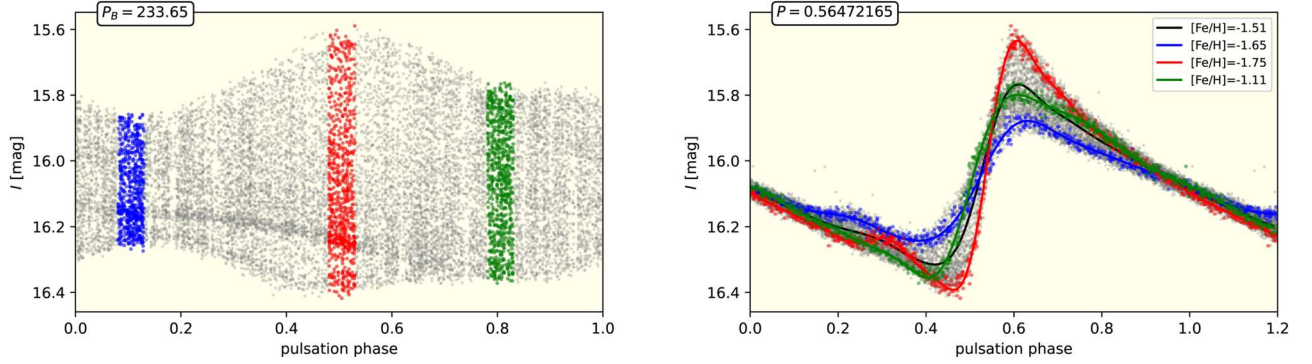 P_B = 233.65
15.6
15.8
16.0
16.2
16.4
I [mag]
0.0 0.2 0.4 0.6 0.8 1.0
pulsation phase
P = 0.56472165
[Fe/H]=-1.51
[Fe/H]=-1.65
[Fe/H]=-1.75
[Fe/H]=-1.11
15.6
15.8
16.0
16.2
16.4
I [mag]
0.0 0.2 0.4 0.6 0.8 1.0 1.2
pulsation phase